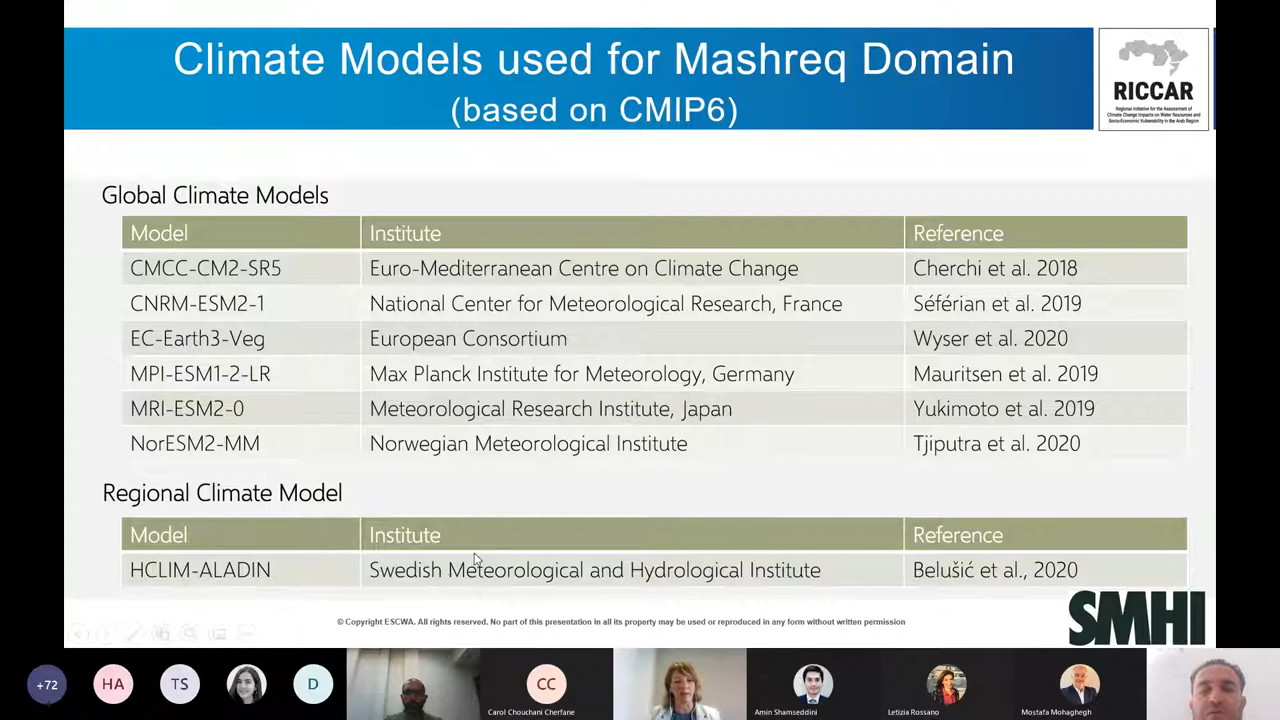 Climate Models used for Mashreq Domain
(based on CMIP6)
RICCAR
Regional Initiative for the Assessment of
Climate Change Impacts on Water Resources and
Socio-Economic Vulnerability in the Arab Region
Global Climate Models
Model Institute Reference
CMCC-CM2-SR5 Euro-Mediterranean Centre on Climate Change Cherchi et al. 2018
CNRM-ESM2-1 National Center for Meteorological Research, France Séférian et al. 2019
EC-Earth3-Veg European Consortium Wyser et al. 2020
MPI-ESM1-2-LR Max Planck Institute for Meteorology, Germany Mauritsen et al. 2019
MRI-ESM2-0 Meteorological Research Institute, Japan Yukimoto et al. 2019
NorESM2-MM Norwegian Meteorological Institute Tjiputra et al. 2020
Regional Climate Model
Model Institute Reference
HCLIM-ALADIN Swedish Meteorological and Hydrological Institute Belušić et al., 2020
© Copyright ESCWA. All rights reserved. No part of this presentation in all its property may be used or reproduced in any form without written permission
SMHI
+72 HA TS D CC
Carol Chouchani Cherfane Amin Shamseddini Letizia Rossano Mostafa Mohaghegh